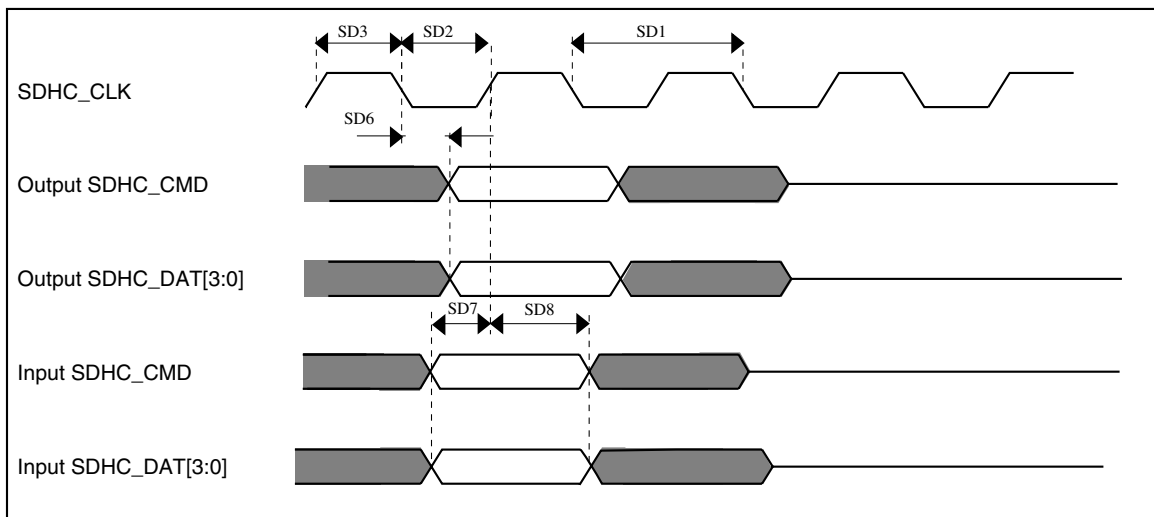 SD3 SD2 SD1
SDHC_CLK
SD6
Output SDHC_CMD
Output SDHC_DAT[3:0]
SD7 SD8
Input SDHC_CMD
Input SDHC_DAT[3:0]